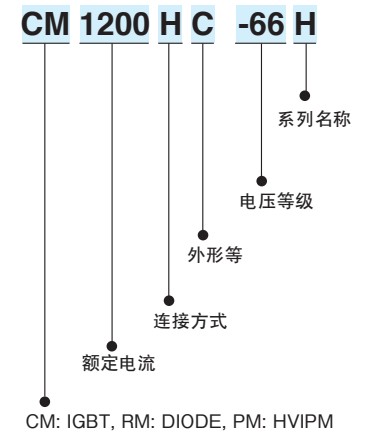 CM 1200 H C -66 H
系列名称
电压等级
外形等
连接方式
额定电流
CM: IGBT, RM: DIODE, PM: HVIPM